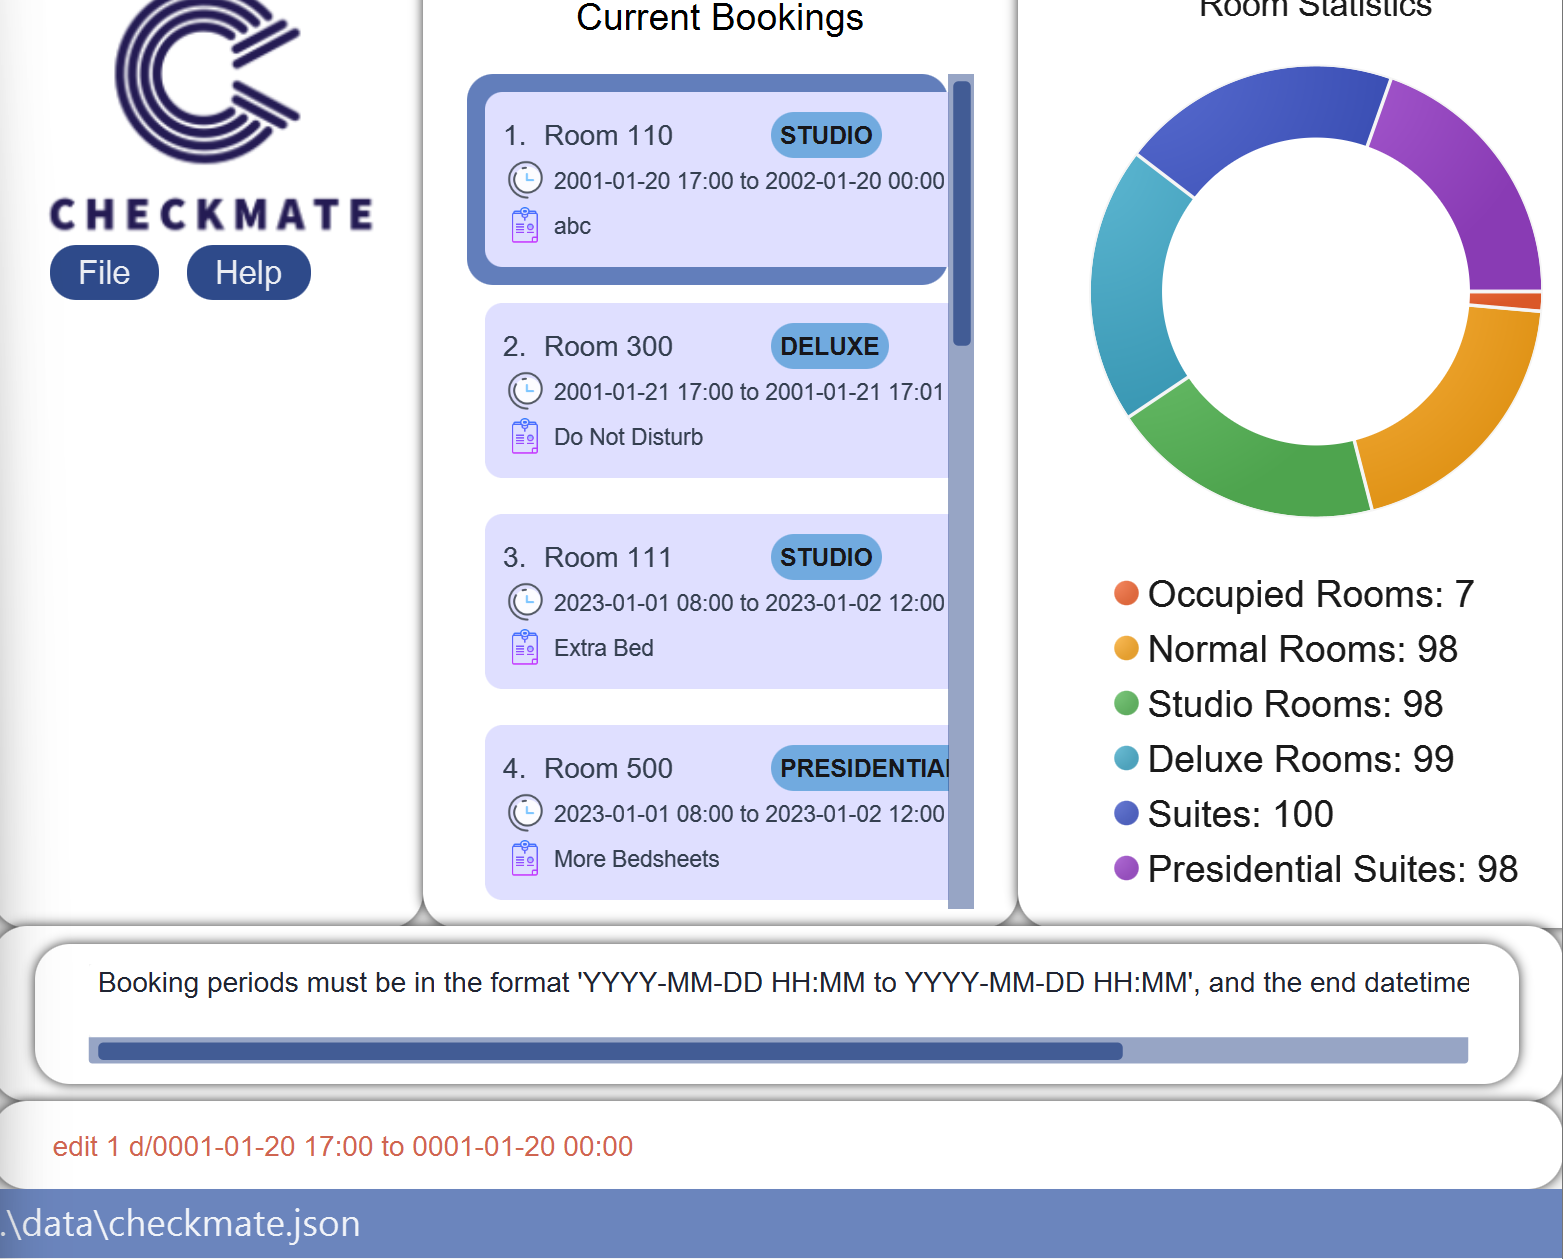 CHECKMATE
File
Help
Current Bookings
1. Room 110
STUDIO
2001-01-20 17:00 to 2002-01-20 00:00
abc
2. Room 300
DELUXE
2001-01-21 17:00 to 2001-01-21 17:01
Do Not Disturb
3. Room 111
STUDIO
2023-01-01 08:00 to 2023-01-02 12:00
Extra Bed
4. Room 500
PRESIDENTIAL
2023-01-01 08:00 to 2023-01-02 12:00
More Bedsheets
Room Statistics
Occupied Rooms: 7
Normal Rooms: 98
Studio Rooms: 98
Deluxe Rooms: 99
Suites: 100
Presidential Suites: 98
Booking periods must be in the format 'YYYY-MM-DD HH:MM to YYYY-MM-DD HH:MM', and the end datetime
edit 1 d/0001-01-20 17:00 to 0001-01-20 00:00
.\data\checkmate.json